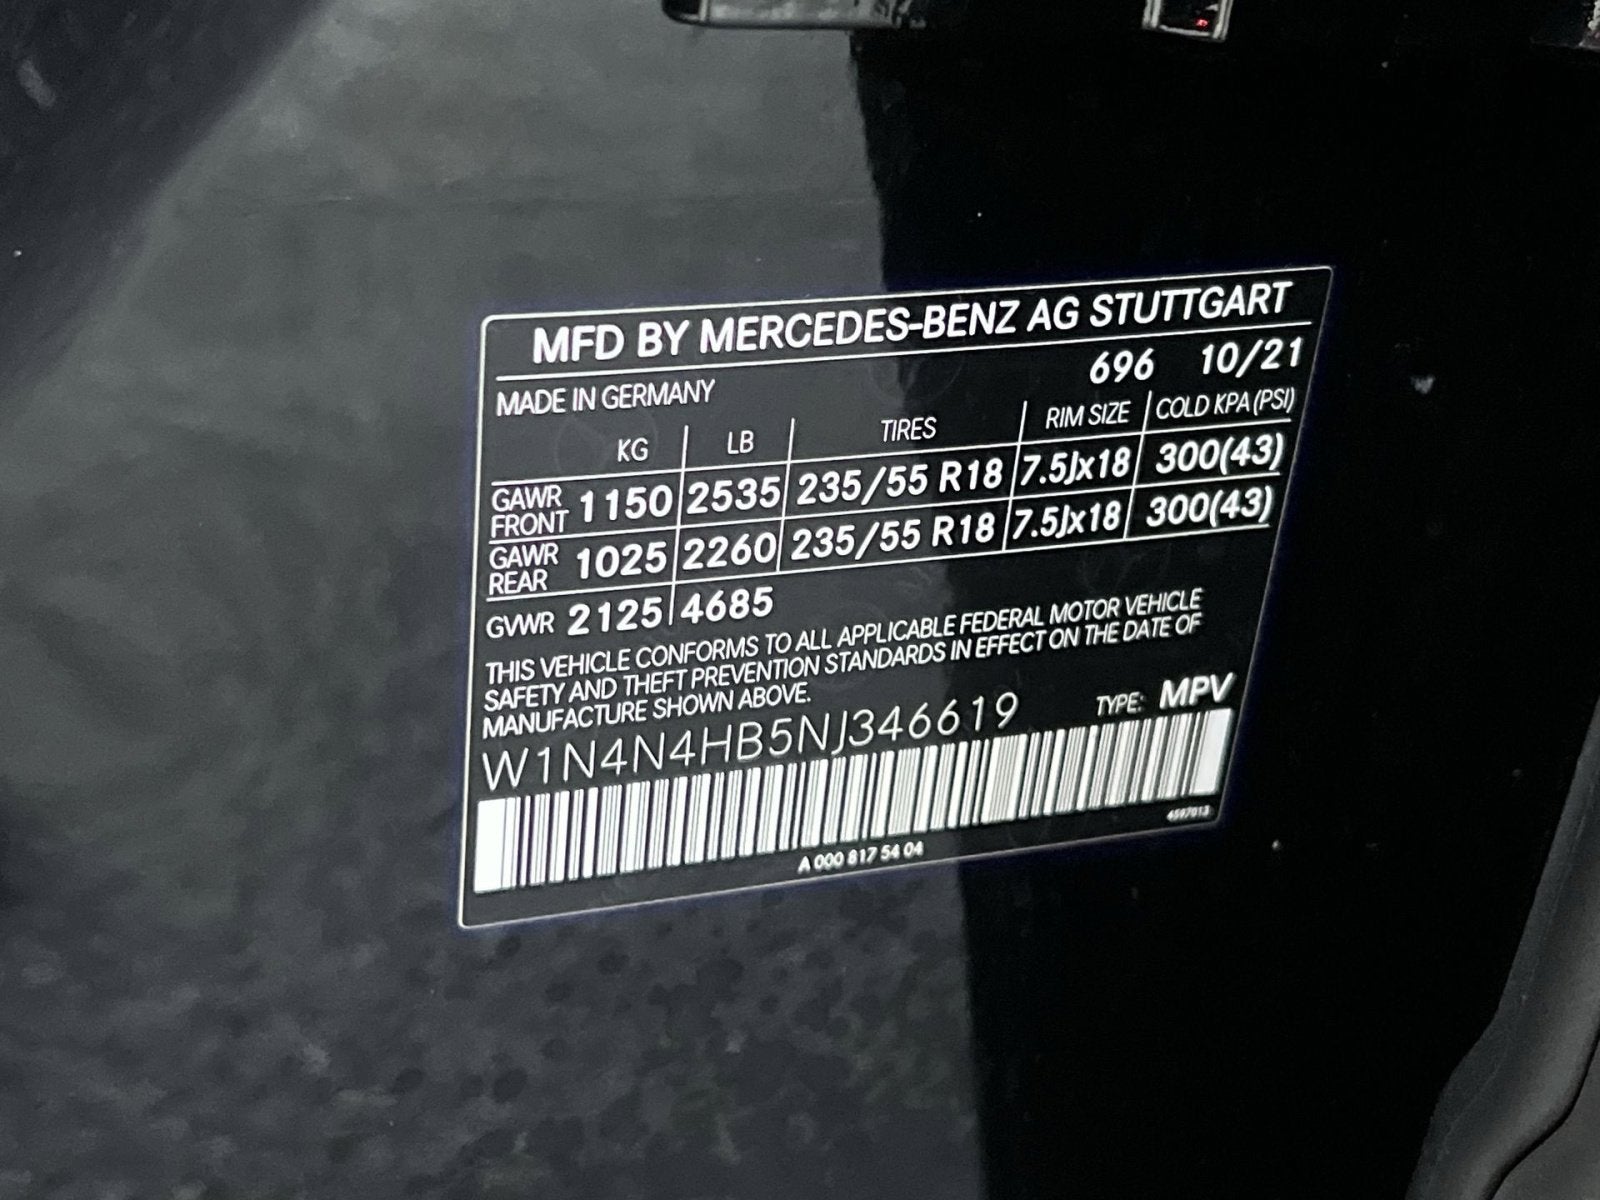 MFD BY MERCEDES-BENZ AG STUTTGART
696 10/21
MADE IN GERMANY
KG LB TIRES RIM SIZE COLD KPA (PSI)
GAWR FRONT 1150 2535 235/55 R18 7.5Jx18 300(43)
GAWR REAR 1025 2260 235/55 R18 7.5Jx18 300(43)
GVWR 2125 4685
THIS VEHICLE CONFORMS TO ALL APPLICABLE FEDERAL MOTOR VEHICLE
SAFETY AND THEFT PREVENTION STANDARDS IN EFFECT ON THE DATE OF
MANUFACTURE SHOWN ABOVE.
W1N4N4HB5NJ346619 TYPE: MPV
A 000 817 54 04